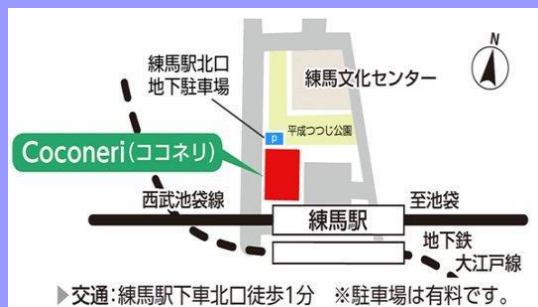 N
練馬駅北口
地下駐車場
練馬文化センター
P
平成つつじ公園
Coconeri(ココネリ)
西武池袋線
至池袋
練馬駅
地下鉄
大江戸線
▶交通:練馬駅下車北口徒歩1分 ※駐車場は有料です。